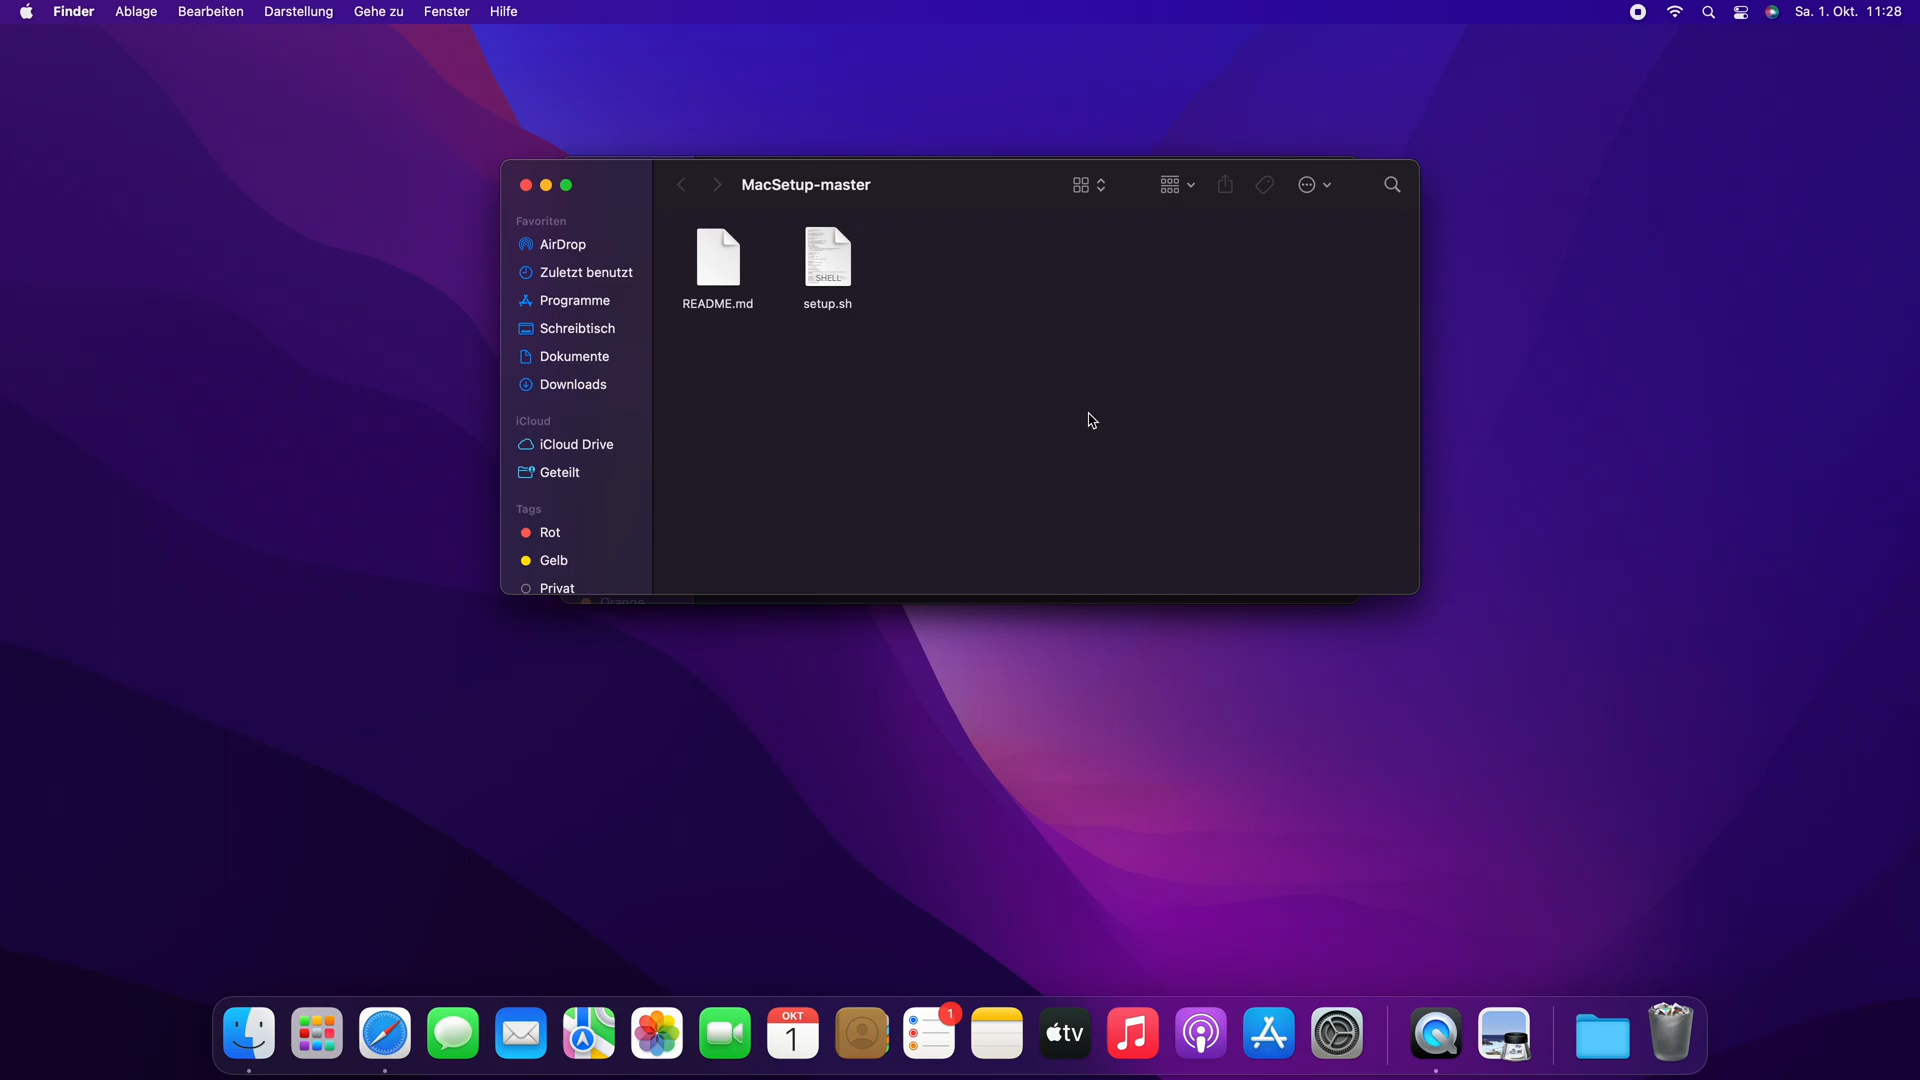 Finder Ablage Bearbeiten Darstellung Gehe zu Fenster Hilfe Sa. 1. Okt. 11:28
MacSetup-master
Favoriten
AirDrop
Zuletzt benutzt
Programme
Schreibtisch
Dokumente
Downloads
iCloud
iCloud Drive
Geteilt
Tags
Rot
Gelb
Privat
Orange
SHELL
README.md setup.sh
OKT
1
1
tv